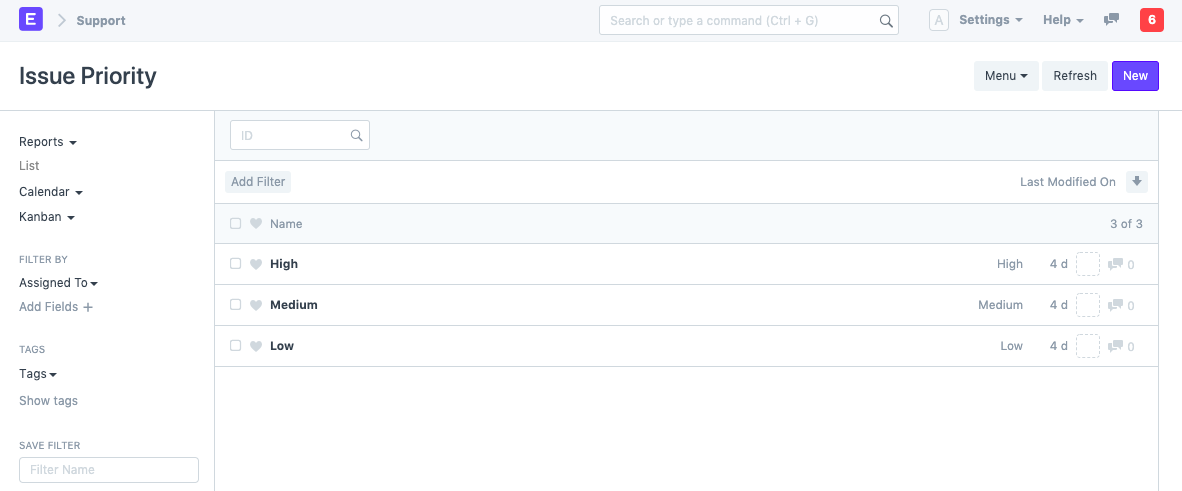 E Support Search or type a command (Ctrl + G) A Settings Help 6
Issue Priority Menu Refresh New
Reports
List
Calendar
Kanban
FILTER BY
Assigned To
Add Fields +
TAGS
Tags
Show tags
SAVE FILTER
Filter Name
ID
Add Filter Last Modified On
Name 3 of 3
High High 4 d 0
Medium Medium 4 d 0
Low Low 4 d 0